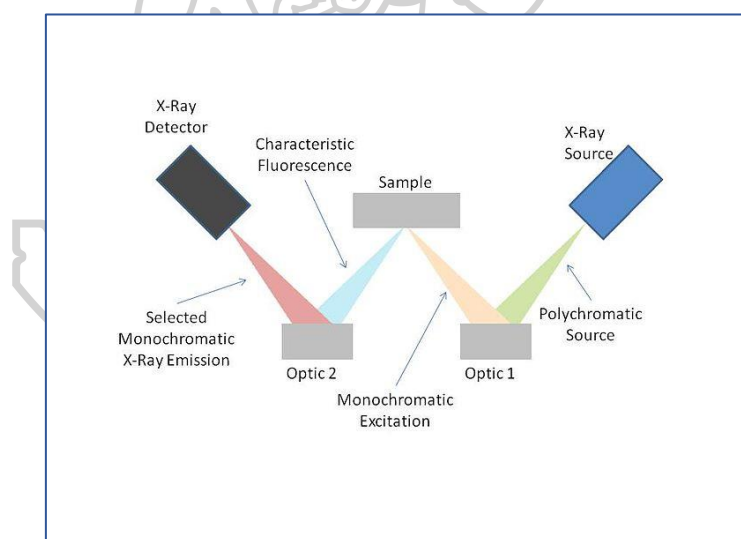 X-Ray
Detector
Characteristic
Fluorescence
Sample
X-Ray
Source
Selected
Monochromatic
X-Ray Emission
Optic 2
Monochromatic
Excitation
Optic 1
Polychromatic
Source